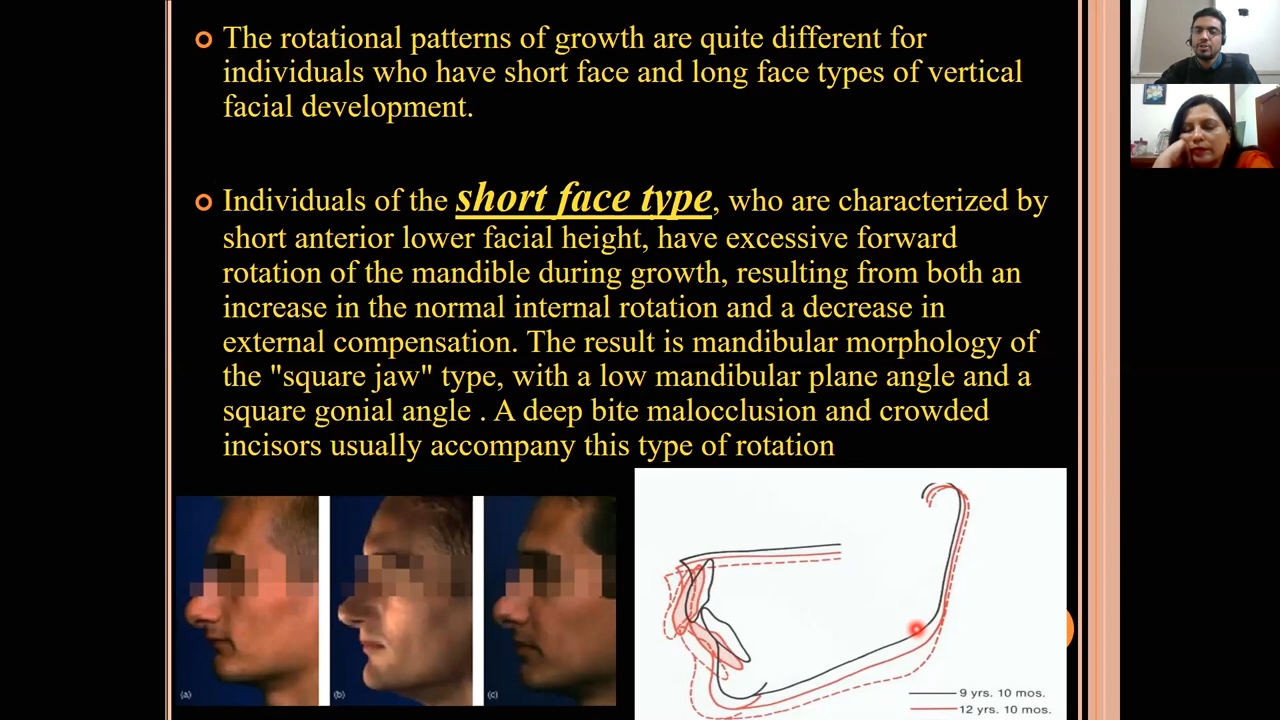 The rotational patterns of growth are quite different for
individuals who have short face and long face types of vertical
facial development.
Individuals of the short face type, who are characterized by
short anterior lower facial height, have excessive forward
rotation of the mandible during growth, resulting from both an
increase in the normal internal rotation and a decrease in
external compensation. The result is mandibular morphology of
the "square jaw" type, with a low mandibular plane angle and a
square gonial angle . A deep bite malocclusion and crowded
incisors usually accompany this type of rotation
(a)
(b)
(c)
9 yrs. 10 mos.
12 yrs. 10 mos.